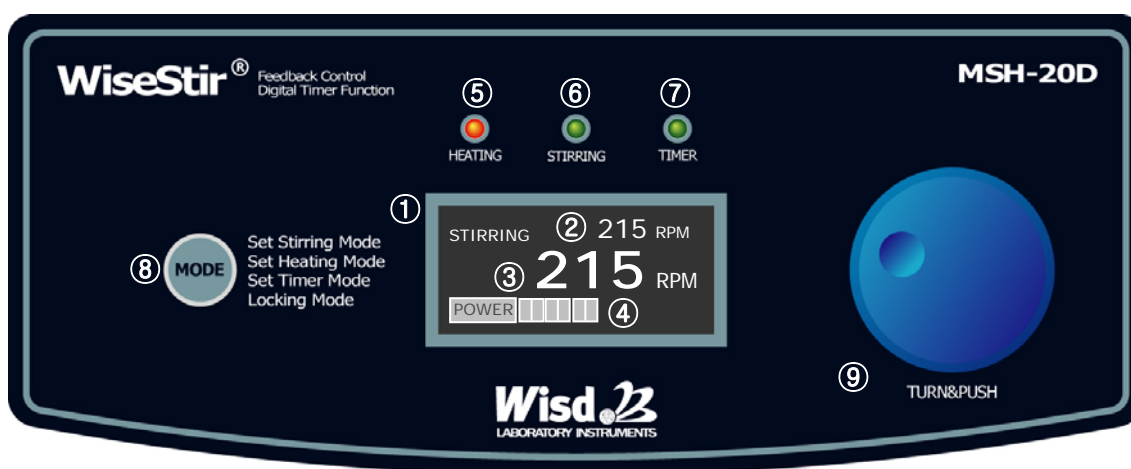 WiseStir® Feedback Control
Digital Timer Function
MSH-20D
⑤ ⑥ ⑦
HEATING STIRRING TIMER
①
STIRRING ② 215 RPM
③ 215 RPM
POWER ④
⑧ MODE
Set Stirring Mode
Set Heating Mode
Set Timer Mode
Locking Mode
⑨
TURN&PUSH
Wisd
LABORATORY INSTRUMENTS